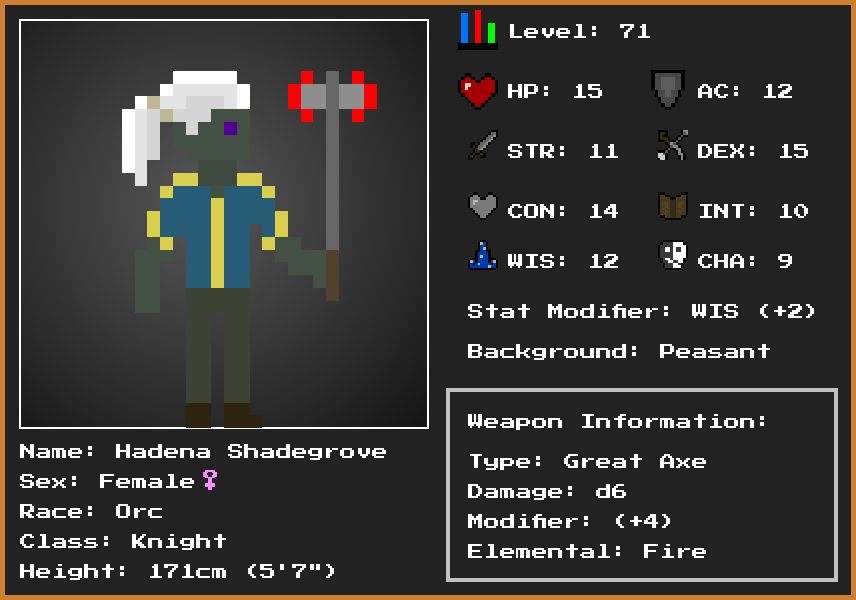 Level: 71
HP: 15
AC: 12
STR: 11
DEX: 15
CON: 14
INT: 10
WIS: 12
CHA: 9
Stat Modifier: WIS (+2)
Background: Peasant
Weapon Information:
Type: Great Axe
Damage: d6
Modifier: (+4)
Elemental: Fire
Name: Hadena Shadegrove
Sex: Female♀
Race: Orc
Class: Knight
Height: 171cm (5'7")